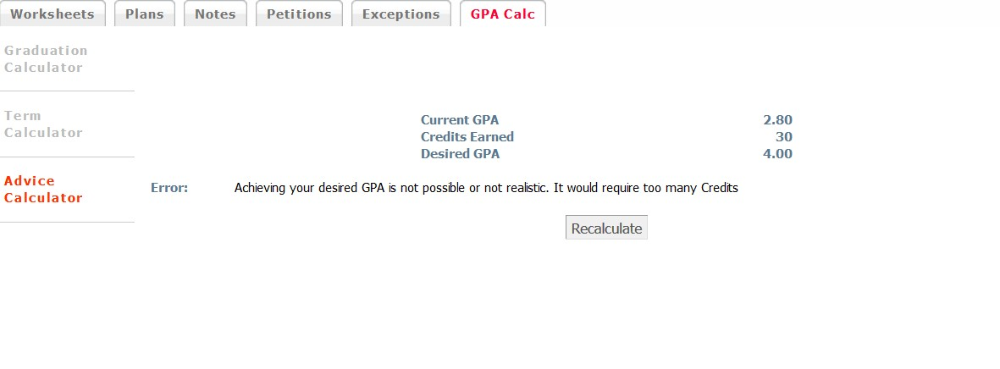 Worksheets Plans Notes Petitions Exceptions GPA Calc
Graduation
Calculator
Term
Calculator
Advice
Calculator
Current GPA 2.80
Credits Earned 30
Desired GPA 4.00
Error: Achieving your desired GPA is not possible or not realistic. It would require too many Credits
Recalculate